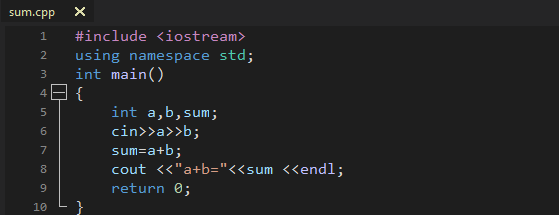 sum.cpp ✕
1 #include <iostream>
2 using namespace std;
3 int main()
4 {
5 int a,b,sum;
6 cin>>a>>b;
7 sum=a+b;
8 cout <<"a+b="<<sum <<endl;
9 return 0;
10 }